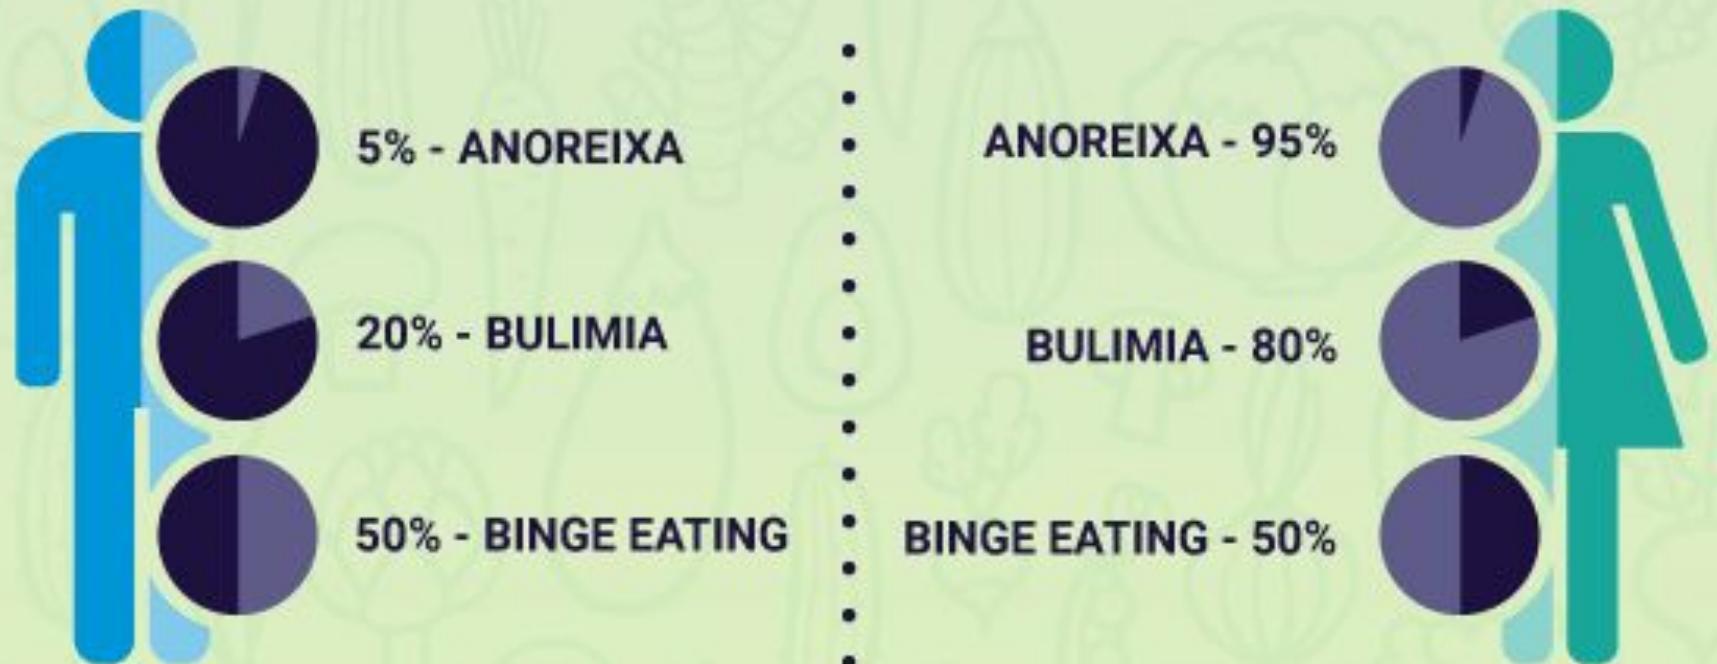 5% - ANOREIXA
20% - BULIMIA
50% - BINGE EATING
ANOREIXA - 95%
BULIMIA - 80%
BINGE EATING - 50%